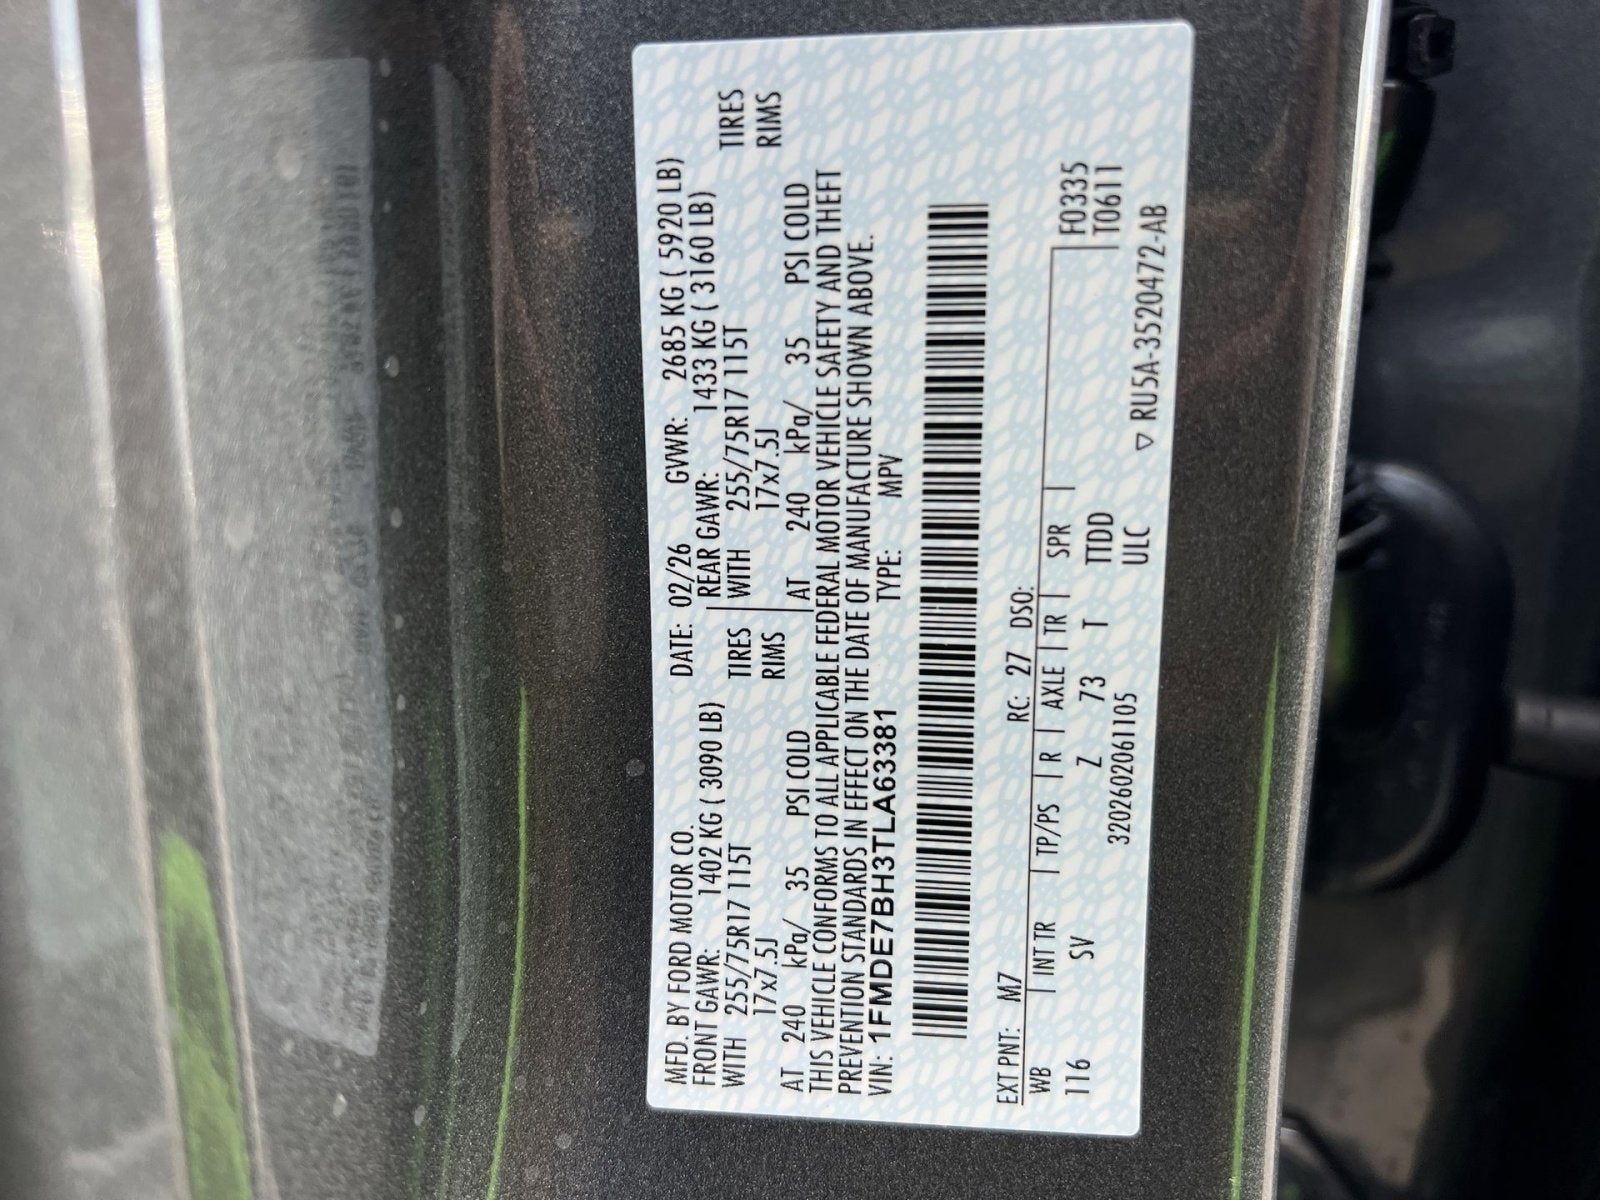 MFD. BY FORD MOTOR CO. DATE: 02/26 GVWR: 2685 KG ( 5920 LB)
FRONT GAWR: 1402 KG ( 3090 LB) REAR GAWR: 1433 KG ( 3160 LB)
WITH 255/75R17 115T TIRES WITH 255/75R17 115T TIRES
17x7.5J RIMS 17x7.5J RIMS
AT 240 kPa/ 35 PSI COLD AT 240 kPa/ 35 PSI COLD
THIS VEHICLE CONFORMS TO ALL APPLICABLE FEDERAL MOTOR VEHICLE SAFETY AND THEFT
PREVENTION STANDARDS IN EFFECT ON THE DATE OF MANUFACTURE SHOWN ABOVE.
VIN: 1FMDE7BH3TLA63381 TYPE: MPV
EXT PNT: M7 RC: 27 DSO:
WB INT TR TP/PS R AXLE TR SPR F0335
116 SV Z 73 T TTDD T0611
3202602061105 ULC ▽ RU5A-3520472-AB